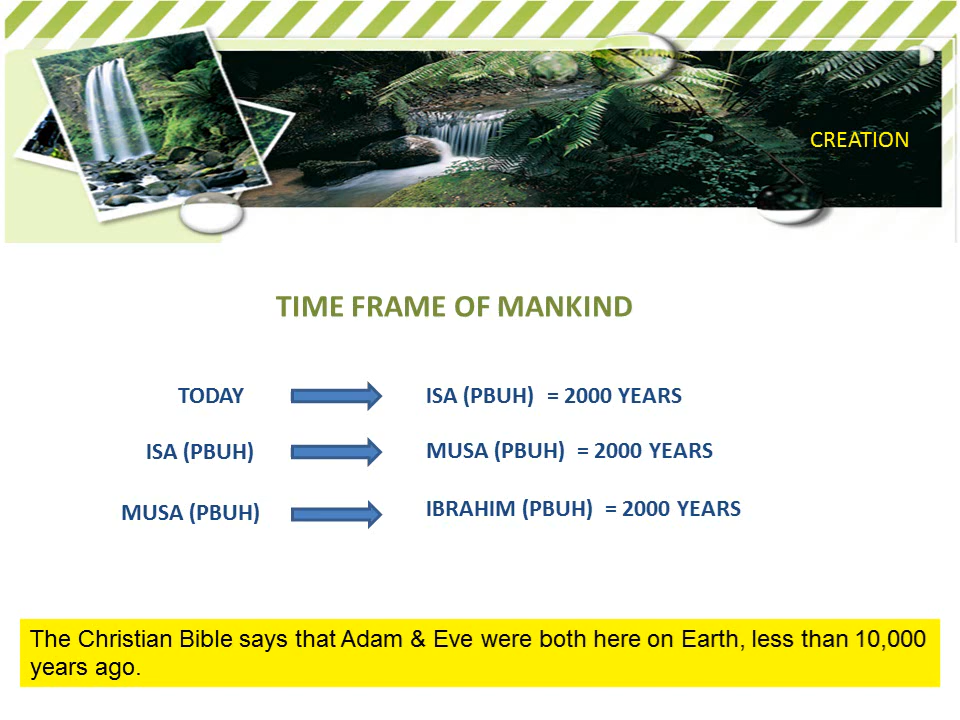 CREATION
TIME FRAME OF MANKIND
TODAY ISA (PBUH) = 2000 YEARS
ISA (PBUH) MUSA (PBUH) = 2000 YEARS
MUSA (PBUH) IBRAHIM (PBUH) = 2000 YEARS
The Christian Bible says that Adam & Eve were both here on Earth, less than 10,000
years ago.